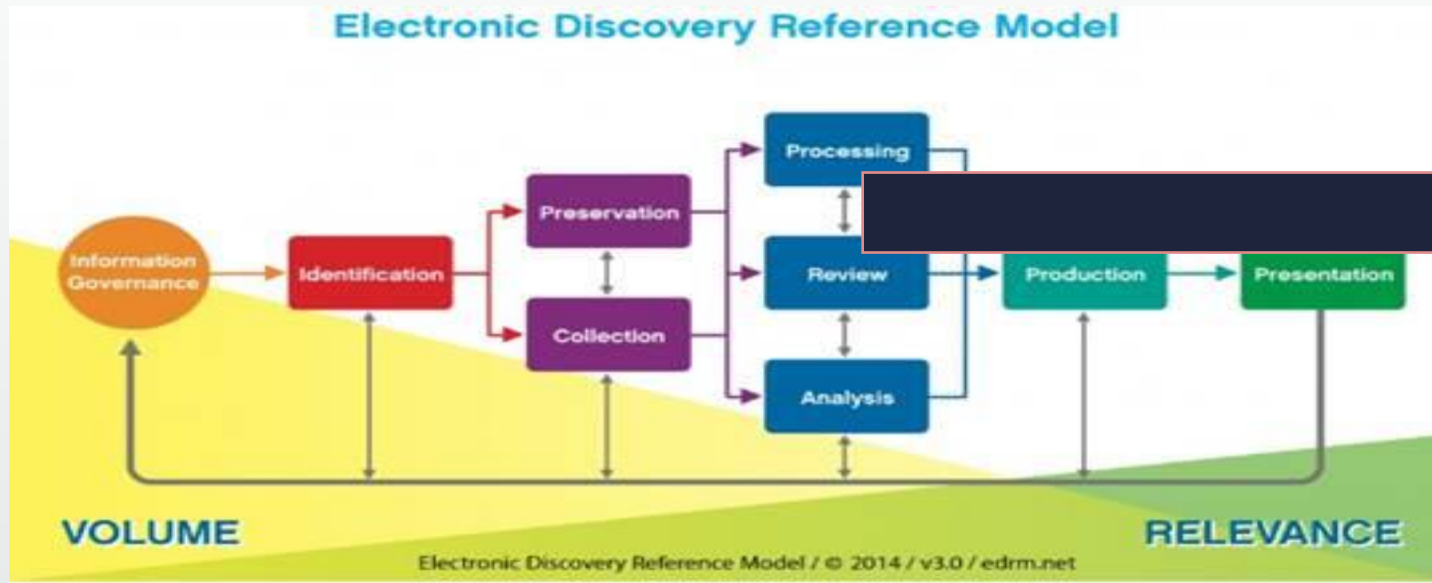 Electronic Discovery Reference Model
Processing
Preservation
Information
Governance
Identification
Review
Production
Presentation
Collection
Analysis
VOLUME
RELEVANCE
Electronic Discovery Reference Model / © 2014 / v3.0 / edrm.net